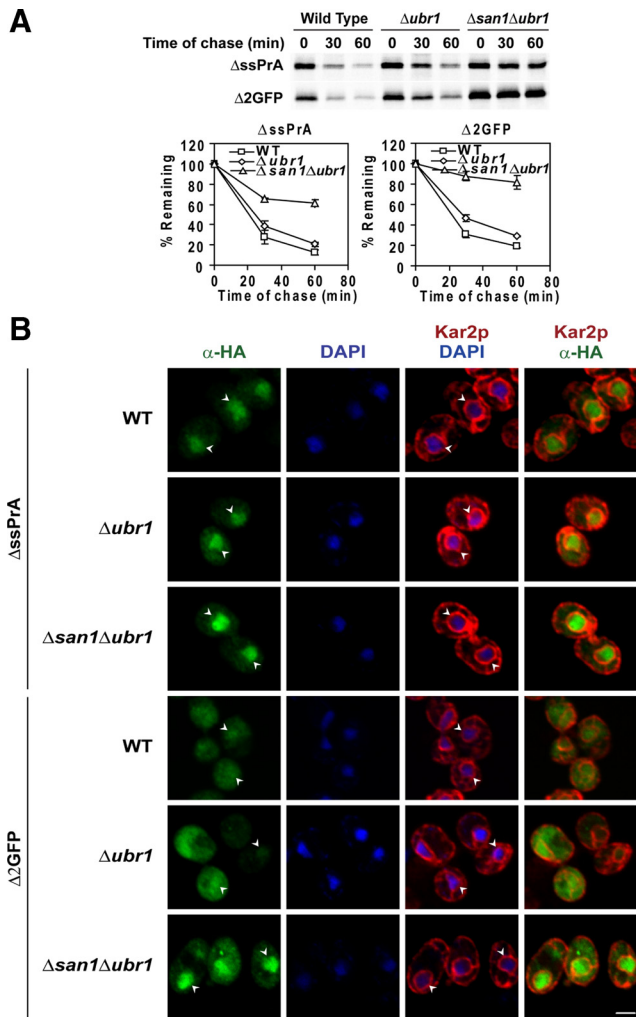 A
Wild Type Δubr1 Δsan1Δubr1
Time of chase (min) 0 30 60 0 30 60 0 30 60
ΔssPrA
Δ2GFP
ΔssPrA
WT
Δubr1
Δsan1Δubr1
% Remaining
120
100
80
60
40
20
0
0 20 40 60 80
Time of chase (min)
Δ2GFP
WT
Δubr1
Δsan1Δubr1
% Remaining
120
100
80
60
40
20
0
0 20 40 60 80
Time of chase (min)
B
α-HA DAPI Kar2p DAPI Kar2p α-HA
ΔssPrA
WT
Δubr1
Δsan1Δubr1
Δ2GFP
WT
Δubr1
Δsan1Δubr1